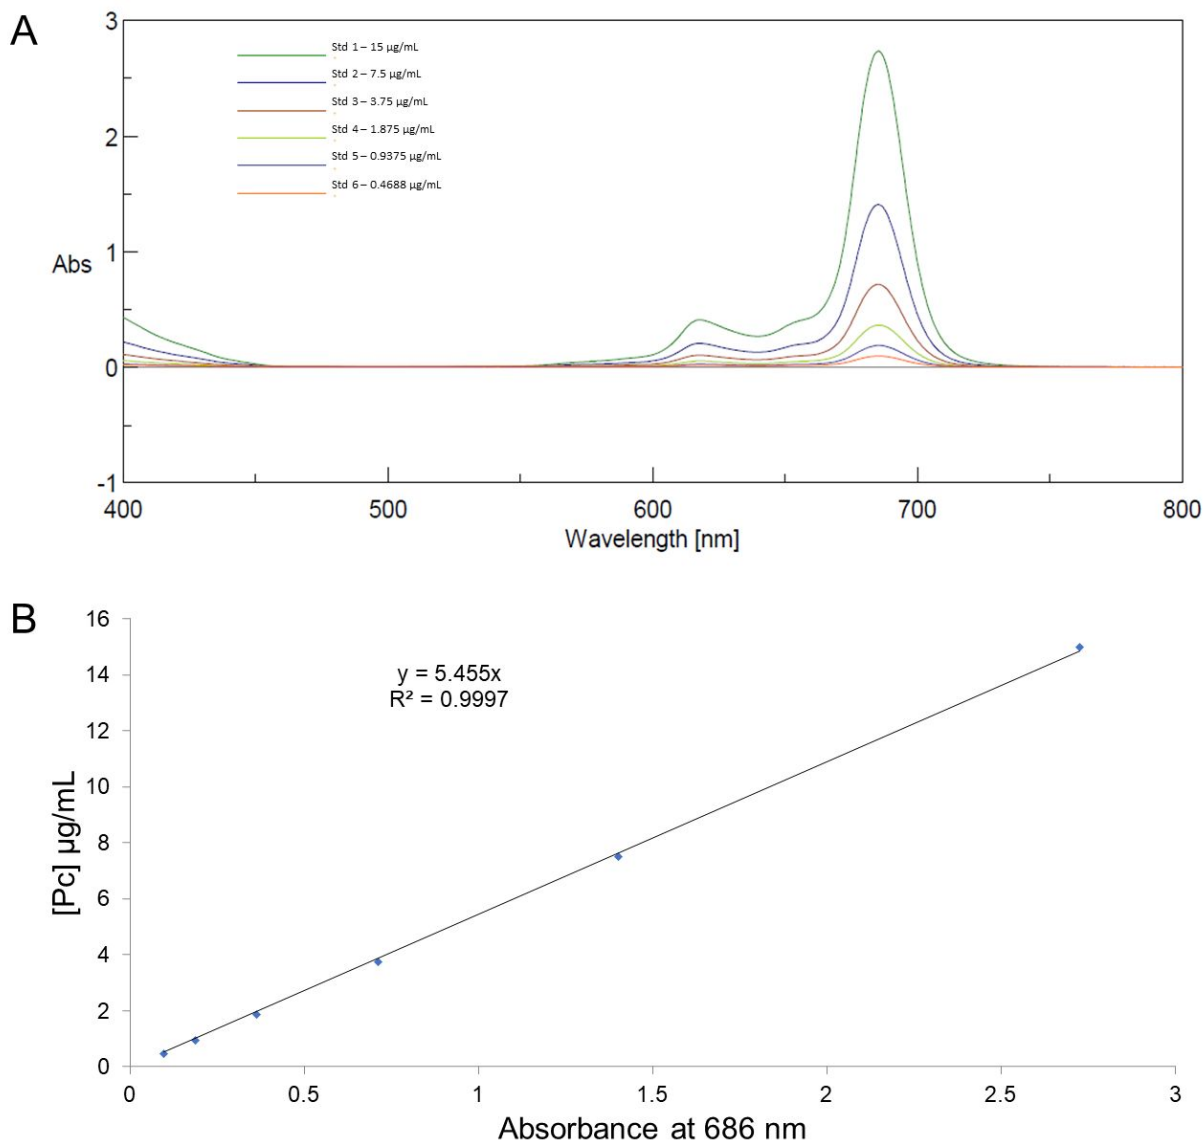 A
3
2
1
0
-1
Abs
Std 1 – 15 µg/mL
Std 2 – 7.5 µg/mL
Std 3 – 3.75 µg/mL
Std 4 – 1.875 µg/mL
Std 5 – 0.9375 µg/mL
Std 6 – 0.4688 µg/mL
400 500 600 700 800
Wavelength [nm]
B
16
14
12
10
8
6
4
2
0
[Pc] µg/mL
y = 5.455x
R² = 0.9997
0 0.5 1 1.5 2 2.5 3
Absorbance at 686 nm